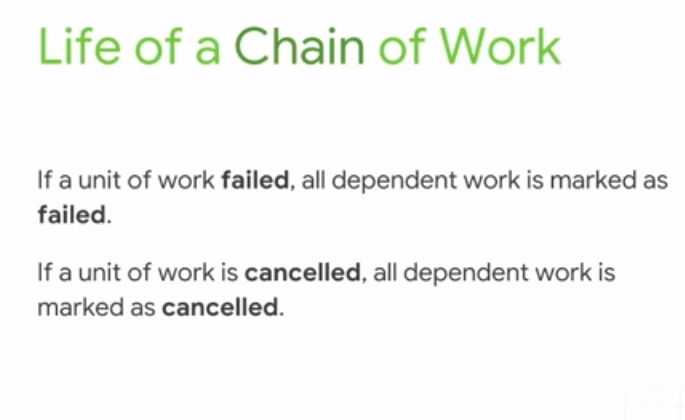 Life of a Chain of Work
If a unit of work failed, all dependent work is marked as
failed.
If a unit of work is cancelled, all dependent work is
marked as cancelled.